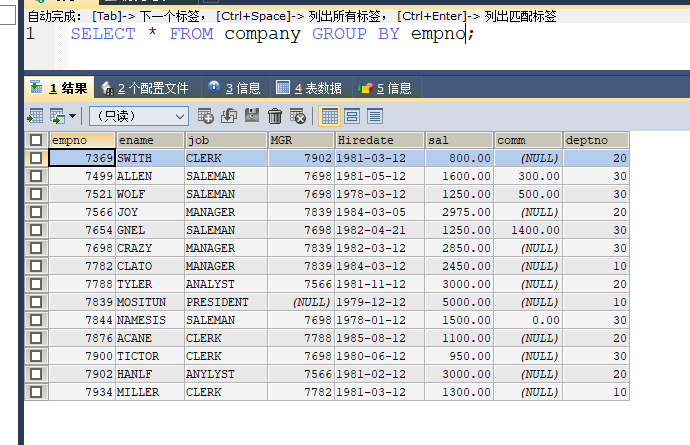 自动完成: [Tab]-> 下一个标签, [Ctrl+Space]-> 列出所有标签, [Ctrl+Enter]-> 列出匹配标签
1 SELECT * FROM company GROUP BY empno;
1 结果 2 个配置文件 3 信息 4 表数据 5 信息
(只读)
empno ename job MGR Hiredate sal comm deptno
7369 SWITH CLERK 7902 1981-03-12 800.00 (NULL) 20
7499 ALLEN SALEMAN 7698 1981-05-12 1600.00 300.00 30
7521 WOLF SALEMAN 7698 1978-03-12 1250.00 500.00 30
7566 JOY MANAGER 7839 1984-03-05 2975.00 (NULL) 20
7654 GNEL SALEMAN 7698 1982-04-21 1250.00 1400.00 30
7698 CRAZY MANAGER 7839 1982-03-12 2850.00 (NULL) 30
7782 CLATO MANAGER 7839 1984-03-12 2450.00 (NULL) 10
7788 TYLER ANALYST 7566 1981-11-12 3000.00 (NULL) 20
7839 MOSITUN PRESIDENT (NULL) 1979-12-12 5000.00 (NULL) 10
7844 NAMESIS SALEMAN 7698 1978-01-12 1500.00 0.00 30
7876 ACANE CLERK 7788 1985-08-12 1100.00 (NULL) 20
7900 TICTOR CLERK 7698 1980-06-12 950.00 (NULL) 30
7902 HANLF ANYLYST 7566 1981-02-12 3000.00 (NULL) 20
7934 MILLER CLERK 7782 1981-03-12 1300.00 (NULL) 10